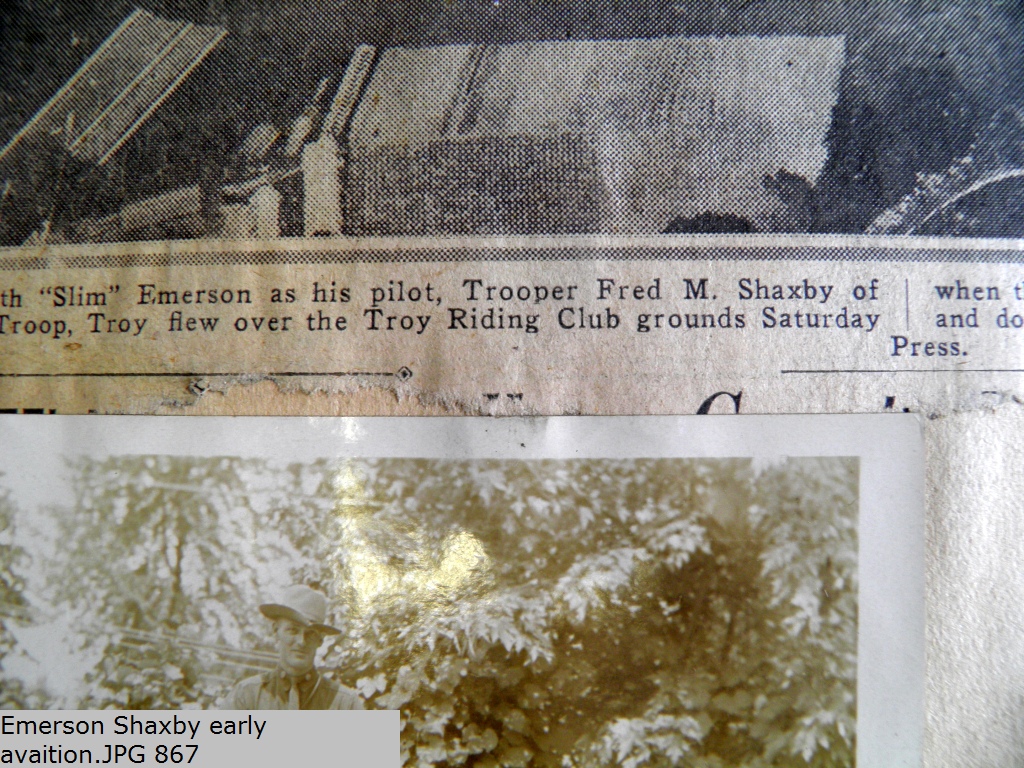 th "Slim" Emerson as his pilot, Trooper Fred M. Shaxby of
Troop, Troy flew over the Troy Riding Club grounds Saturday
when
and do
Press.
Emerson Shaxby early
avaition.JPG 867